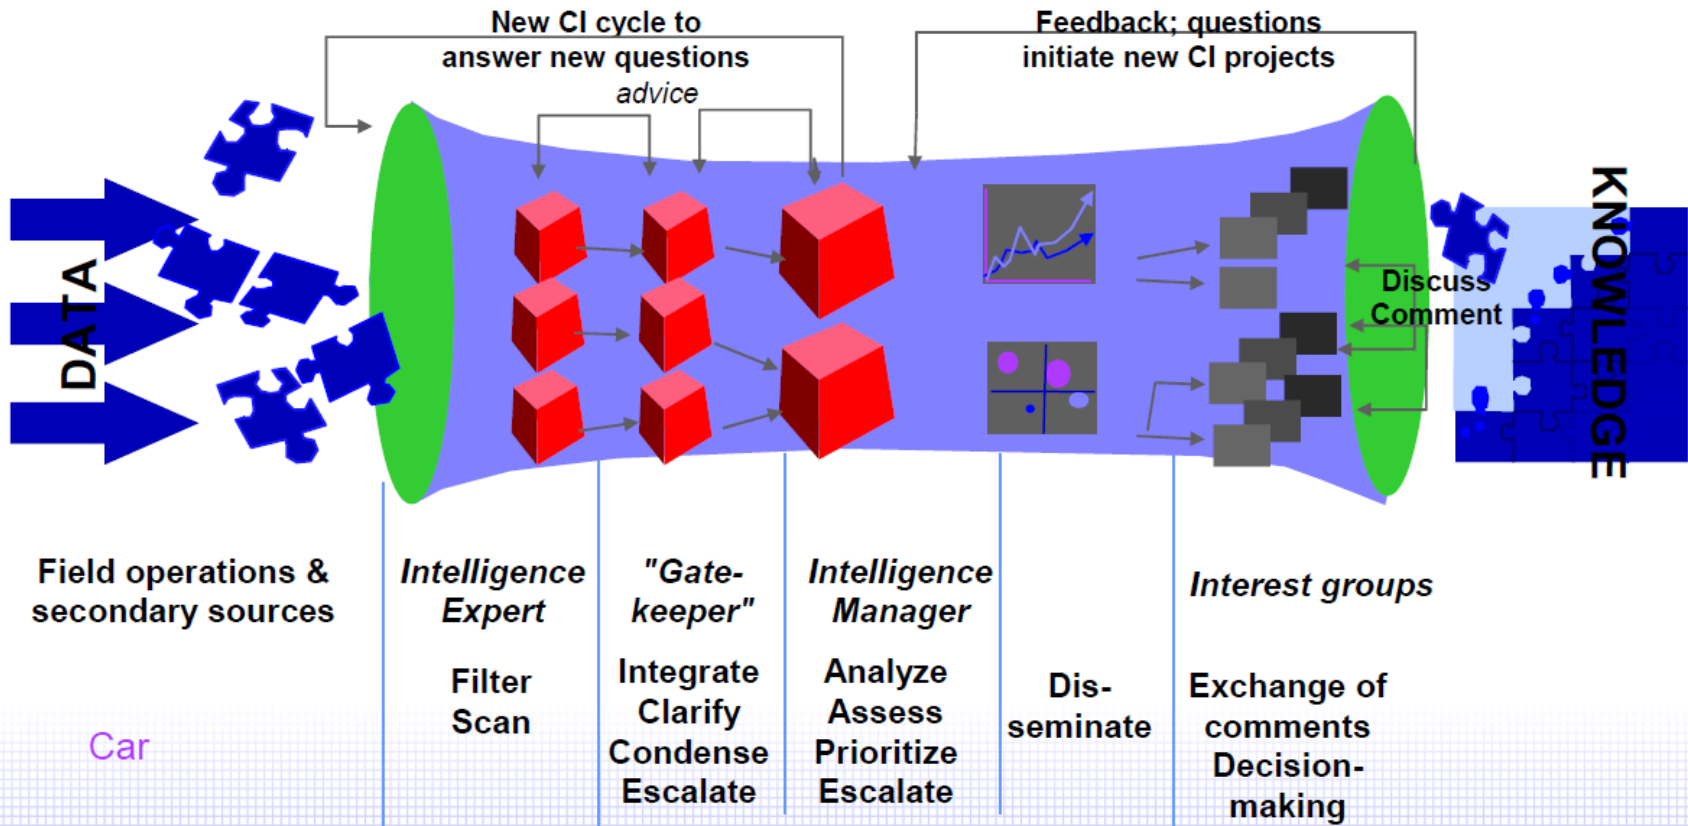 New CI cycle to
answer new questions
advice
Feedback; questions
initiate new CI projects
DATA
Discuss
Comment
KNOWLEDGE
Field operations &
secondary sources
Intelligence
Expert
Filter
Scan
"Gate-
keeper"
Integrate
Clarify
Condense
Escalate
Intelligence
Manager
Analyze
Assess
Prioritize
Escalate
Dis-
seminate
Interest groups
Exchange of
comments
Decision-
making
Car